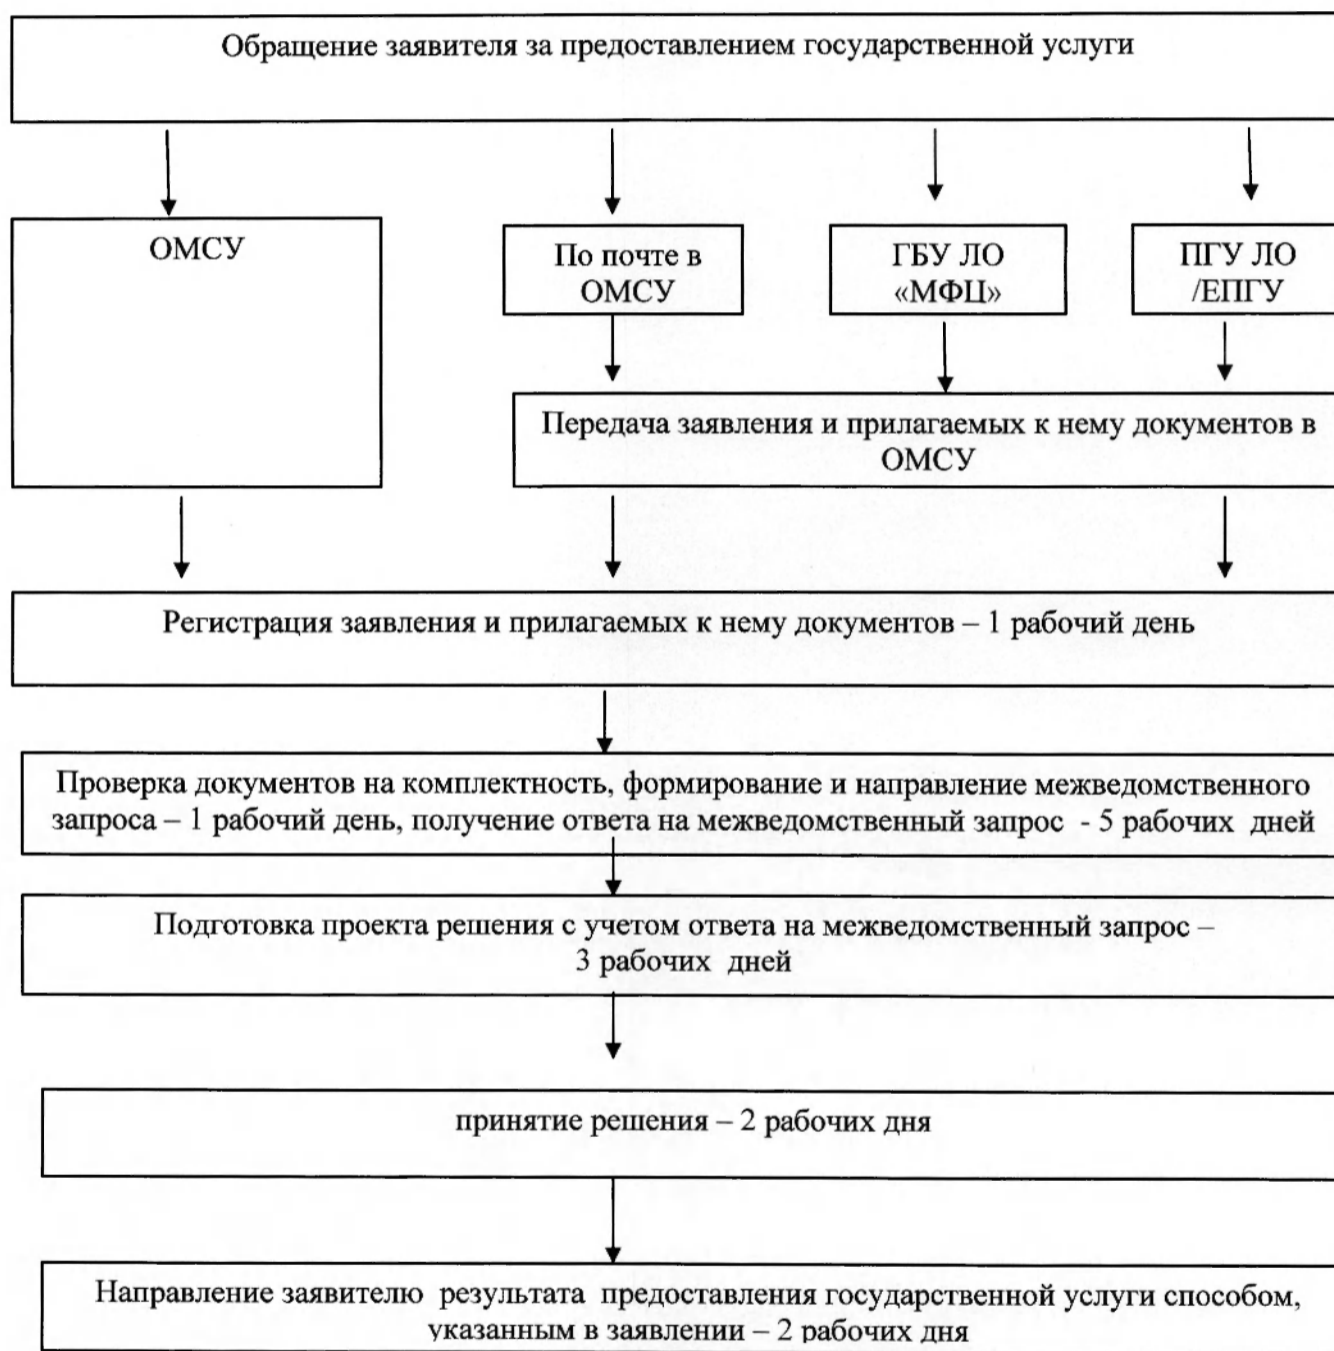 Обращение заявителя за предоставлением государственной услуги
ОМСУ
По почте в
ОМСУ
ГБУ ЛО
«МФЦ»
ПГУ ЛО
/ЕПГУ
Передача заявления и прилагаемых к нему документов в
ОМСУ
Регистрация заявления и прилагаемых к нему документов – 1 рабочий день
Проверка документов на комплектность, формирование и направление межведомственного
запроса – 1 рабочий день, получение ответа на межведомственный запрос - 5 рабочих дней
Подготовка проекта решения с учетом ответа на межведомственный запрос –
3 рабочих дней
принятие решения – 2 рабочих дня
Направление заявителю результата предоставления государственной услуги способом,
указанным в заявлении – 2 рабочих дня